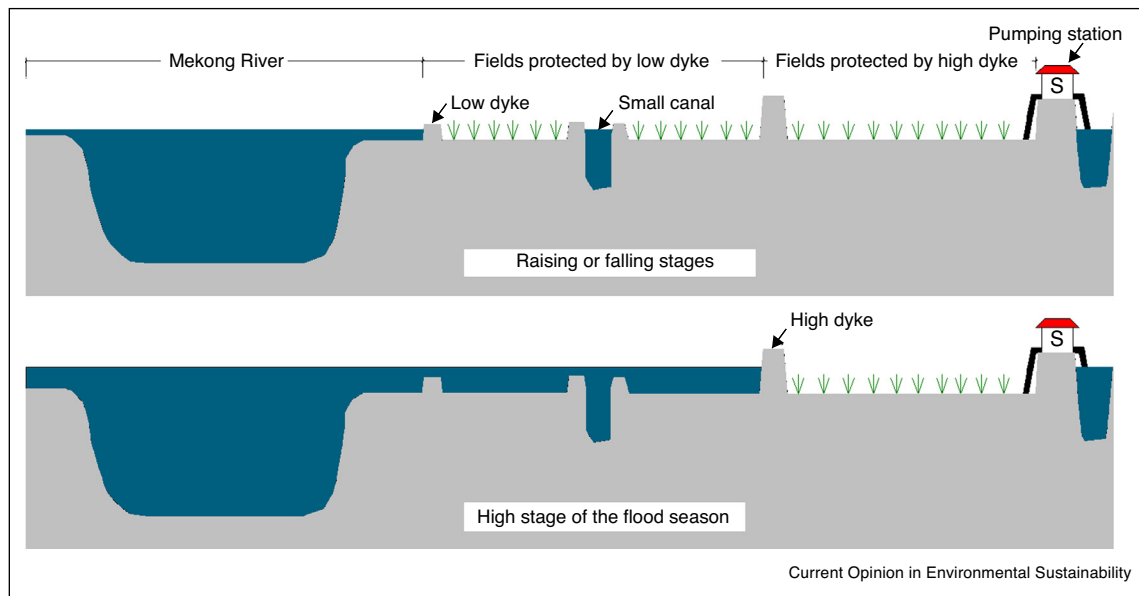 Pumping station
Mekong River
Fields protected by low dyke
Fields protected by high dyke
S
Low dyke
Small canal
Raising or falling stages
High dyke
S
High stage of the flood season
Current Opinion in Environmental Sustainability